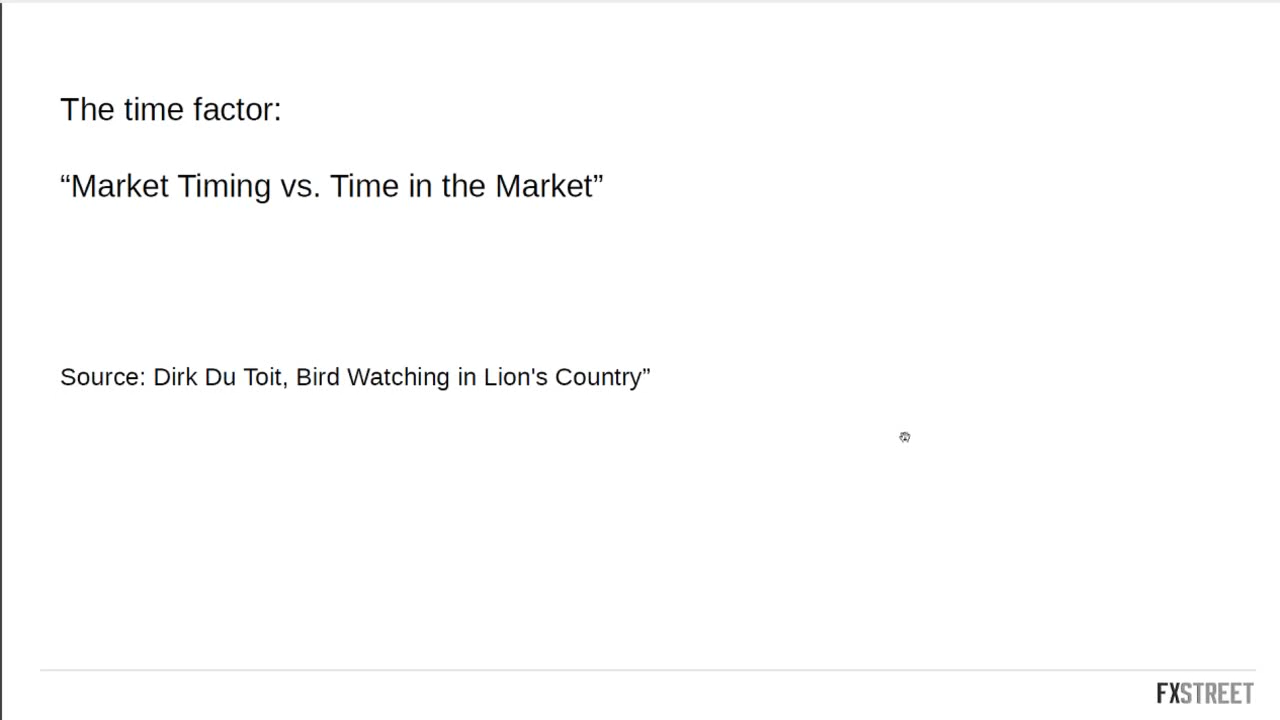 The time factor:
“Market Timing vs. Time in the Market”
Source: Dirk Du Toit, Bird Watching in Lion's Country”
FXSTREET